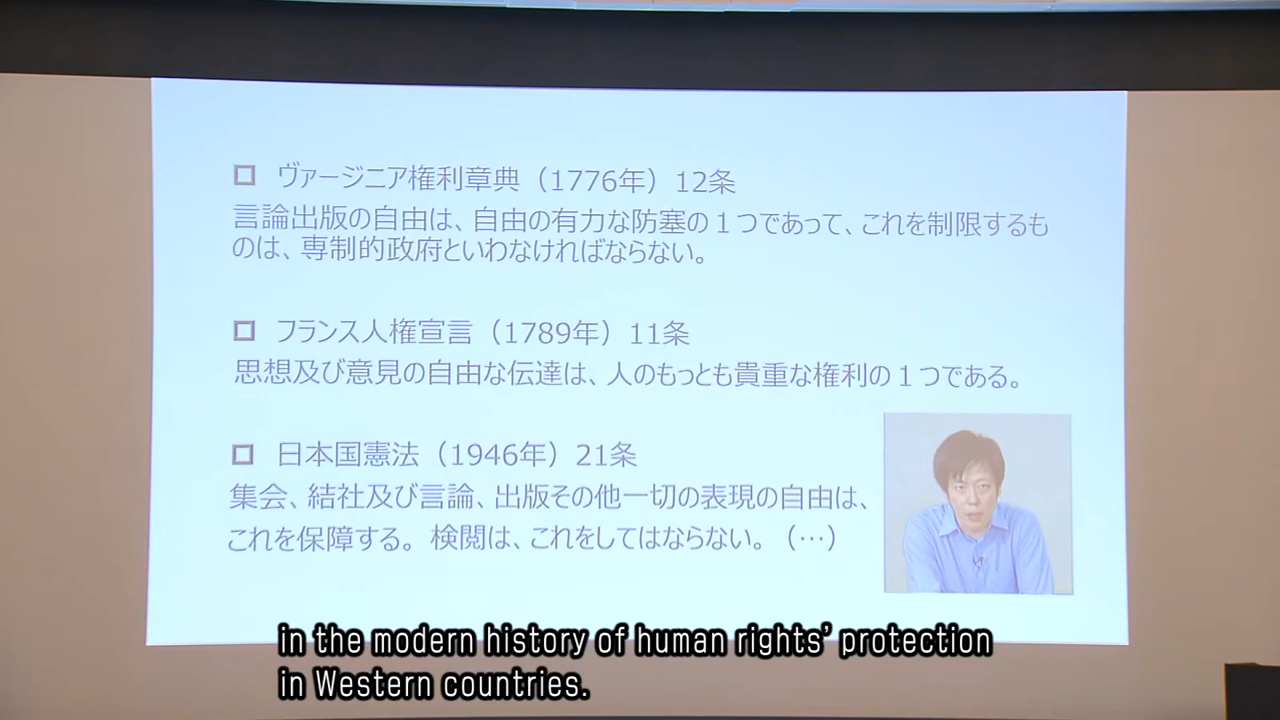 □ ヴァージニア権利章典（1776年）12条
言論出版の自由は、自由の有力な防塞の１つであって、これを制限するも
のは、専制的政府といわなければならない。
□ フランス人権宣言（1789年）11条
思想及び意見の自由な伝達は、人のもっとも貴重な権利の１つである。
□ 日本国憲法（1946年）21条
集会、結社及び言論、出版その他一切の表現の自由は、
これを保障する。検閲は、これをしてはならない。（…）
in the modern history of human rights’ protection
in Western countries.